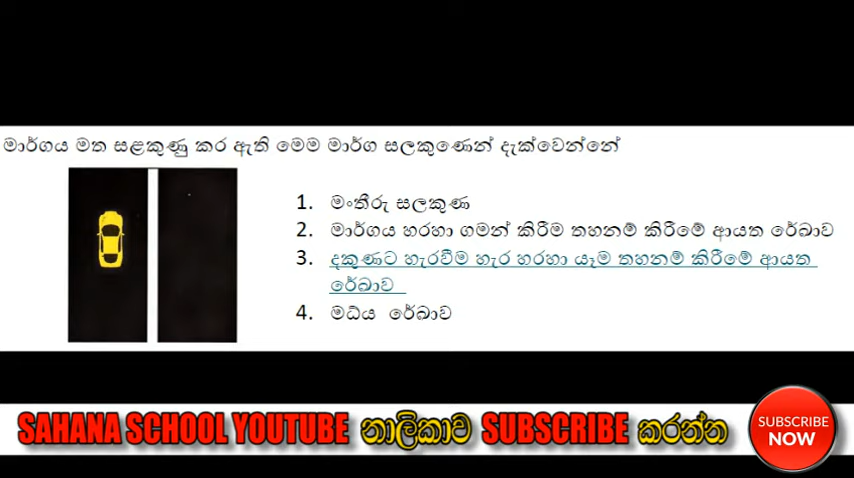 මාර්ගය මත සළකුණු කර ඇති මෙම මාර්ග සලකුණෙන් දැක්වෙන්නේ
1. මංතීරු සලකුණ
2. මාර්ගය හරහා ගමන් කිරීම තහනම් කිරීමේ ආයත රේඛාව
3. දකුණට හැරවීම හැර හරහා යෑම තහනම් කිරීමේ ආයත
රේඛාව
4. මධ්ය රේඛාව
SAHANA SCHOOL YOUTUBE නාලිකාව SUBSCRIBE කරන්න
SUBSCRIBE
NOW